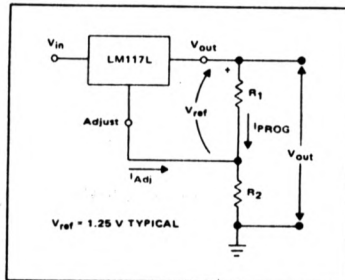 Vin
LM117L
Vout
+
R1
Vref
Adjust
IPROG
Vout
IAdj
R2
Vref = 1.25 V TYPICAL